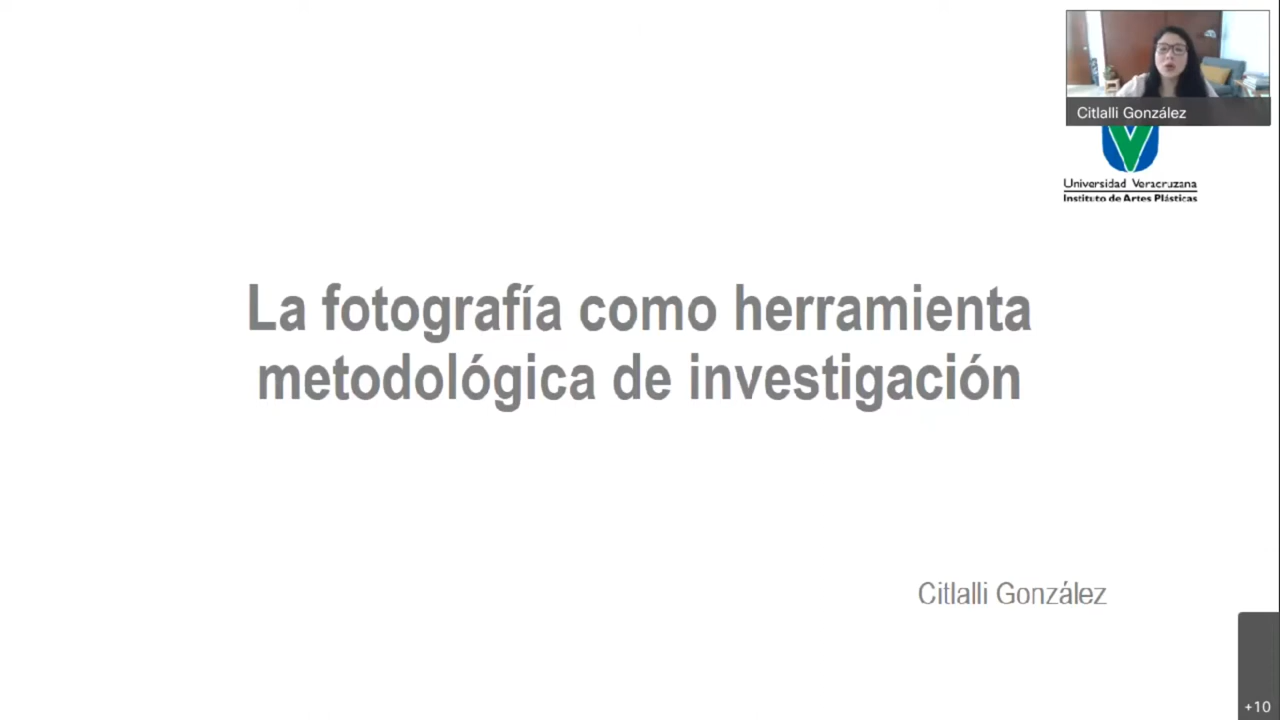 Citlalli González
Universidad Veracruzana
Instituto de Artes Plásticas
La fotografía como herramienta
metodológica de investigación
Citlalli González
+10